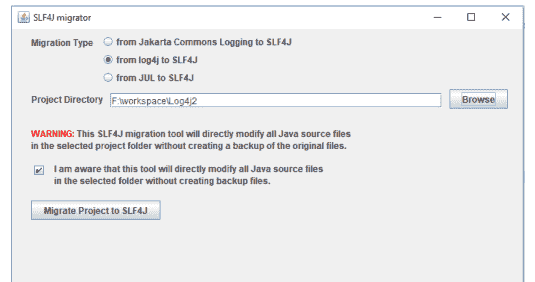 SLF4J migrator
Migration Type
from Jakarta Commons Logging to SLF4J
from log4j to SLF4J
from JUL to SLF4J
Project Directory
F:\workspace\Log4j2
Browse
WARNING: This SLF4J migration tool will directly modify all Java source files
in the selected project folder without creating a backup of the original files.
I am aware that this tool will directly modify all Java source files
in the selected folder without creating backup files.
Migrate Project to SLF4J